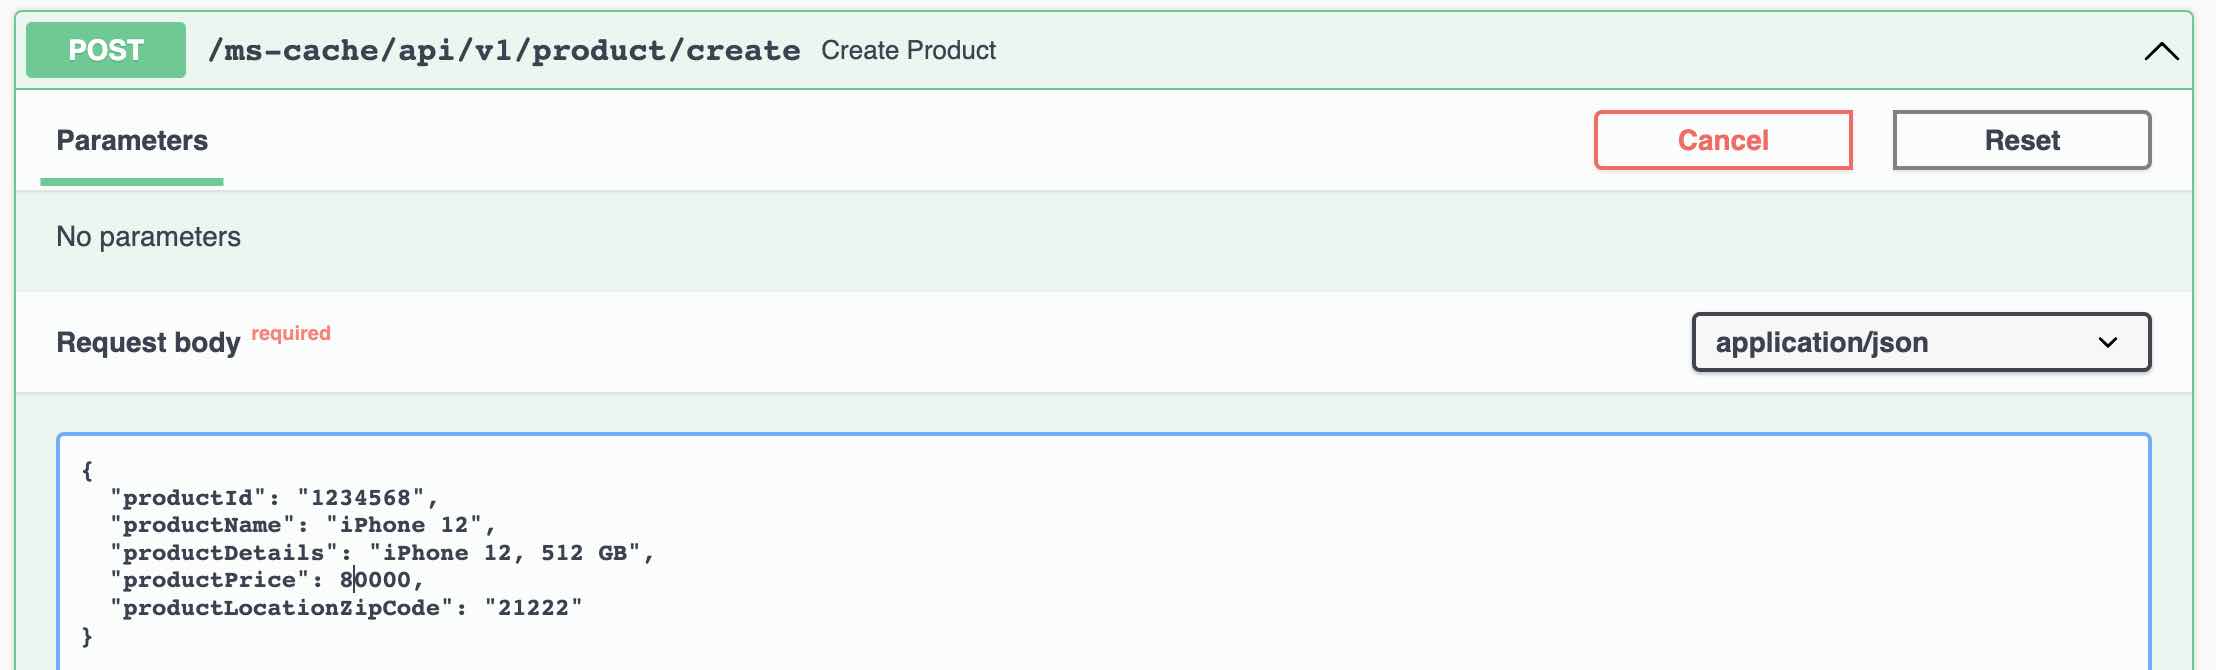 POST /ms-cache/api/v1/product/create Create Product
Parameters Cancel Reset
No parameters
Request body required application/json
{
"productId": "1234568",
"productName": "iPhone 12",
"productDetails": "iPhone 12, 512 GB",
"productPrice": 80000,
"productLocationZipCode": "21222"
}